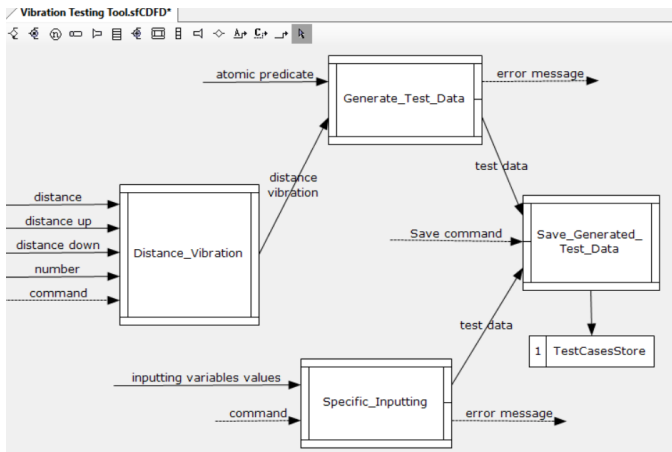 Vibration Testing Tool.sfCDFD*
A:+ C:+
atomic predicate
error message
Generate_Test_Data
distance
vibration
test data
distance
distance up
distance down
number
command
Distance_Vibration
Save command
Save_Generated_
Test_Data
test data
1 TestCasesStore
inputting variables values
command
Specific_Inputting
error message